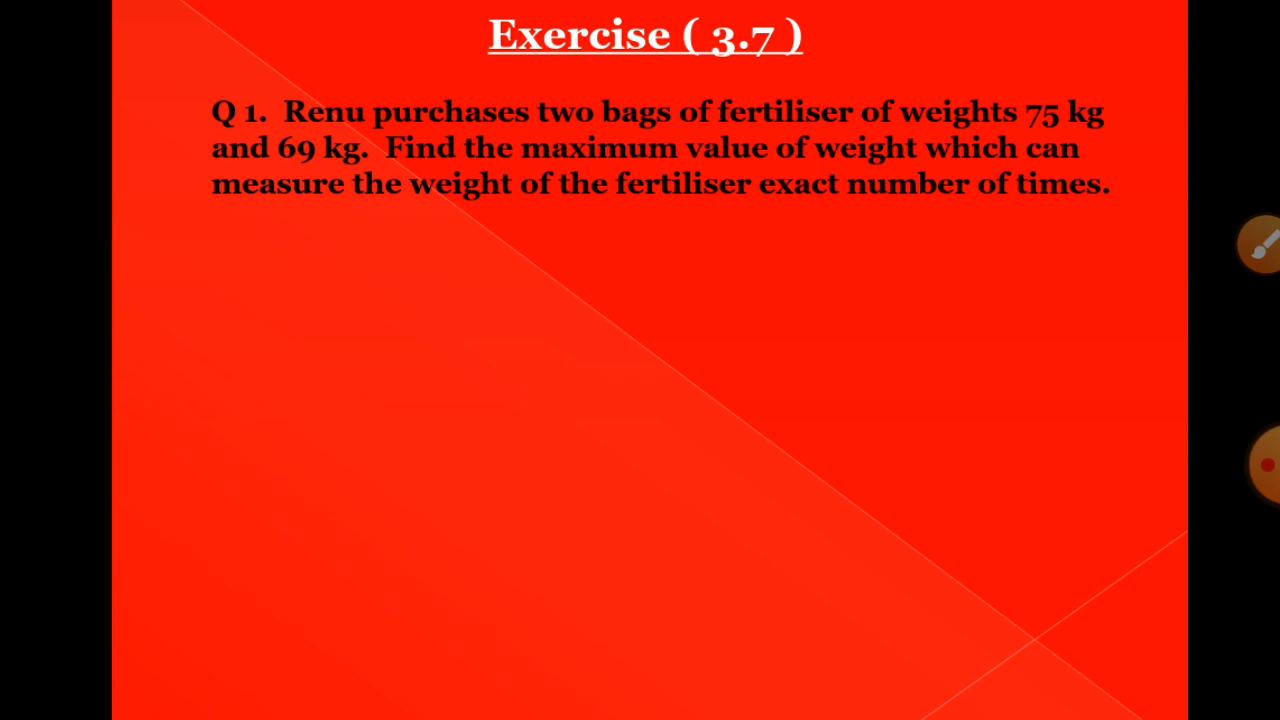 Exercise ( 3.7 )
Q 1. Renu purchases two bags of fertiliser of weights 75 kg
and 69 kg. Find the maximum value of weight which can
measure the weight of the fertiliser exact number of times.